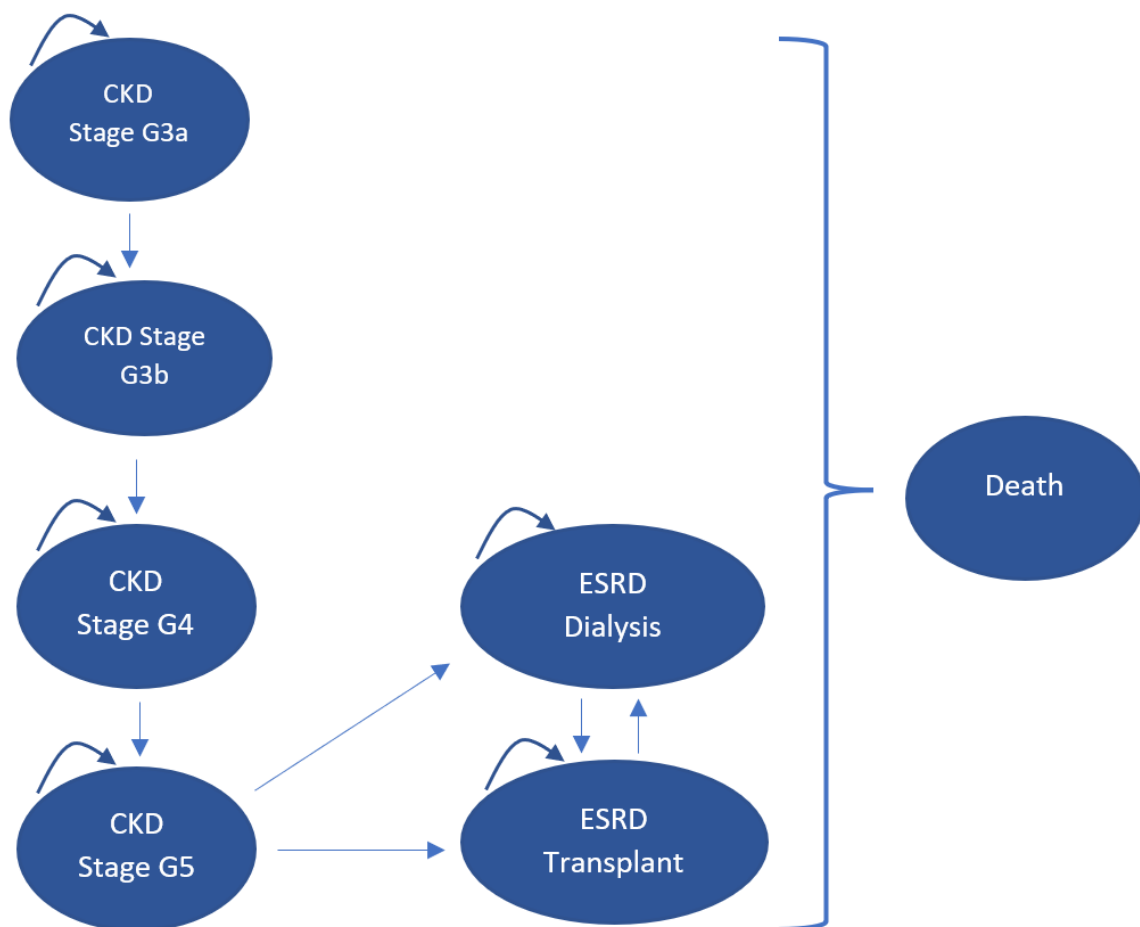 CKD
Stage G3a
CKD Stage
G3b
CKD
Stage G4
CKD
Stage G5
ESRD
Dialysis
ESRD
Transplant
Death